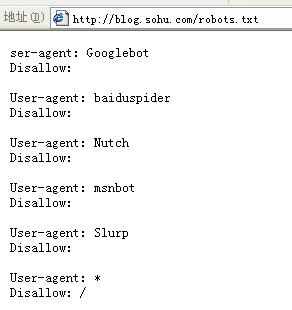 地址(D) http://blog.sohu.com/robots.txt
ser-agent: Googlebot
Disallow:
User-agent: baiduspider
Disallow:
User-agent: Nutch
Disallow:
User-agent: msnbot
Disallow:
User-agent: Slurp
Disallow:
User-agent: *
Disallow: /